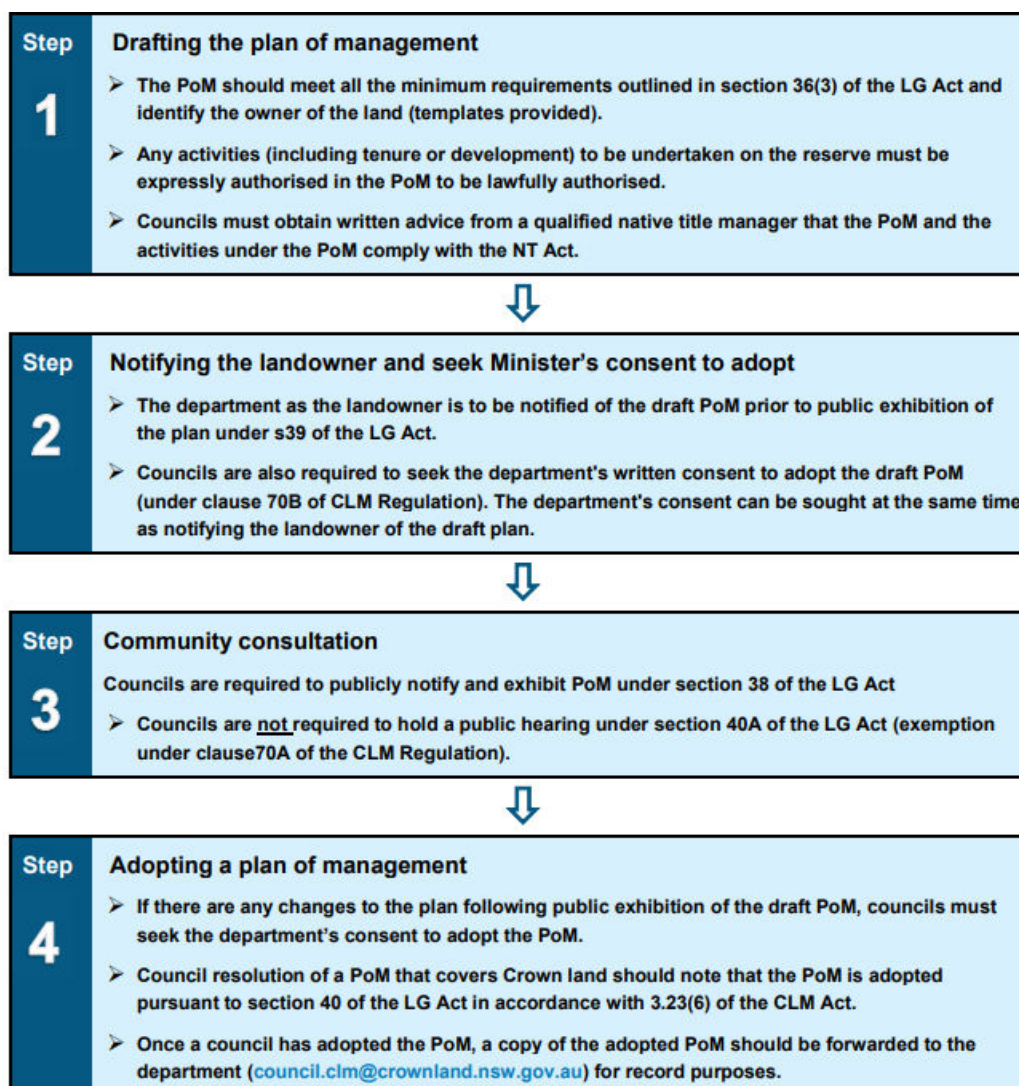 Step
1
Drafting the plan of management
➢ The PoM should meet all the minimum requirements outlined in section 36(3) of the LG Act and
identify the owner of the land (templates provided).
➢ Any activities (including tenure or development) to be undertaken on the reserve must be
expressly authorised in the PoM to be lawfully authorised.
➢ Councils must obtain written advice from a qualified native title manager that the PoM and the
activities under the PoM comply with the NT Act.
Step
2
Notifying the landowner and seek Minister's consent to adopt
➢ The department as the landowner is to be notified of the draft PoM prior to public exhibition of
the plan under s39 of the LG Act.
➢ Councils are also required to seek the department's written consent to adopt the draft PoM
(under clause 70B of CLM Regulation). The department's consent can be sought at the same time
as notifying the landowner of the draft plan.
Step
3
Community consultation
Councils are required to publicly notify and exhibit PoM under section 38 of the LG Act
➢ Councils are not required to hold a public hearing under section 40A of the LG Act (exemption
under clause70A of the CLM Regulation).
Step
4
Adopting a plan of management
➢ If there are any changes to the plan following public exhibition of the draft PoM, councils must
seek the department's consent to adopt the PoM.
➢ Council resolution of a PoM that covers Crown land should note that the PoM is adopted
pursuant to section 40 of the LG Act in accordance with 3.23(6) of the CLM Act.
➢ Once a council has adopted the PoM, a copy of the adopted PoM should be forwarded to the
department (council.clm@crownland.nsw.gov.au) for record purposes.